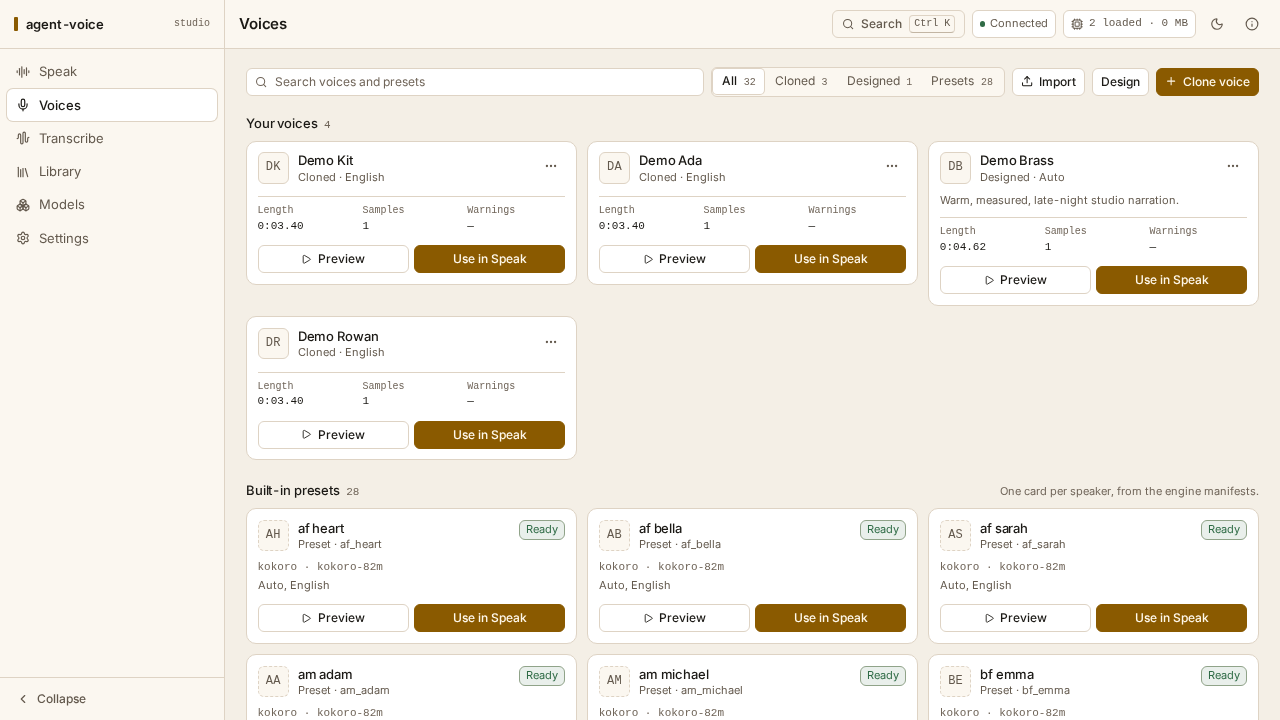 agent-voice studio
Voices
Search Ctrl K
Connected
2 loaded · 0 MB
Speak
Voices
Transcribe
Library
Models
Settings
Collapse
Search voices and presets
All 32 Cloned 3 Designed 1 Presets 28
Import
Design
Clone voice
Your voices 4
DK
Demo Kit
Cloned · English
Length Samples Warnings
0:03.40 1 —
Preview Use in Speak
DA
Demo Ada
Cloned · English
Length Samples Warnings
0:03.40 1 —
Preview Use in Speak
DB
Demo Brass
Designed · Auto
Warm, measured, late-night studio narration.
Length Samples Warnings
0:04.62 1 —
Preview Use in Speak
DR
Demo Rowan
Cloned · English
Length Samples Warnings
0:03.40 1 —
Preview Use in Speak
Built-in presets 28
One card per speaker, from the engine manifests.
AH
af heart
Preset · af_heart
Ready
kokoro · kokoro-82m
Auto, English
Preview Use in Speak
AB
af bella
Preset · af_bella
Ready
kokoro · kokoro-82m
Auto, English
Preview Use in Speak
AS
af sarah
Preset · af_sarah
Ready
kokoro · kokoro-82m
Auto, English
Preview Use in Speak
AA
am adam
Preset · am_adam
Ready
kokoro · kokoro-82m
AM
am michael
Preset · am_michael
Ready
kokoro · kokoro-82m
BE
bf emma
Preset · bf_emma
Ready
kokoro · kokoro-82m